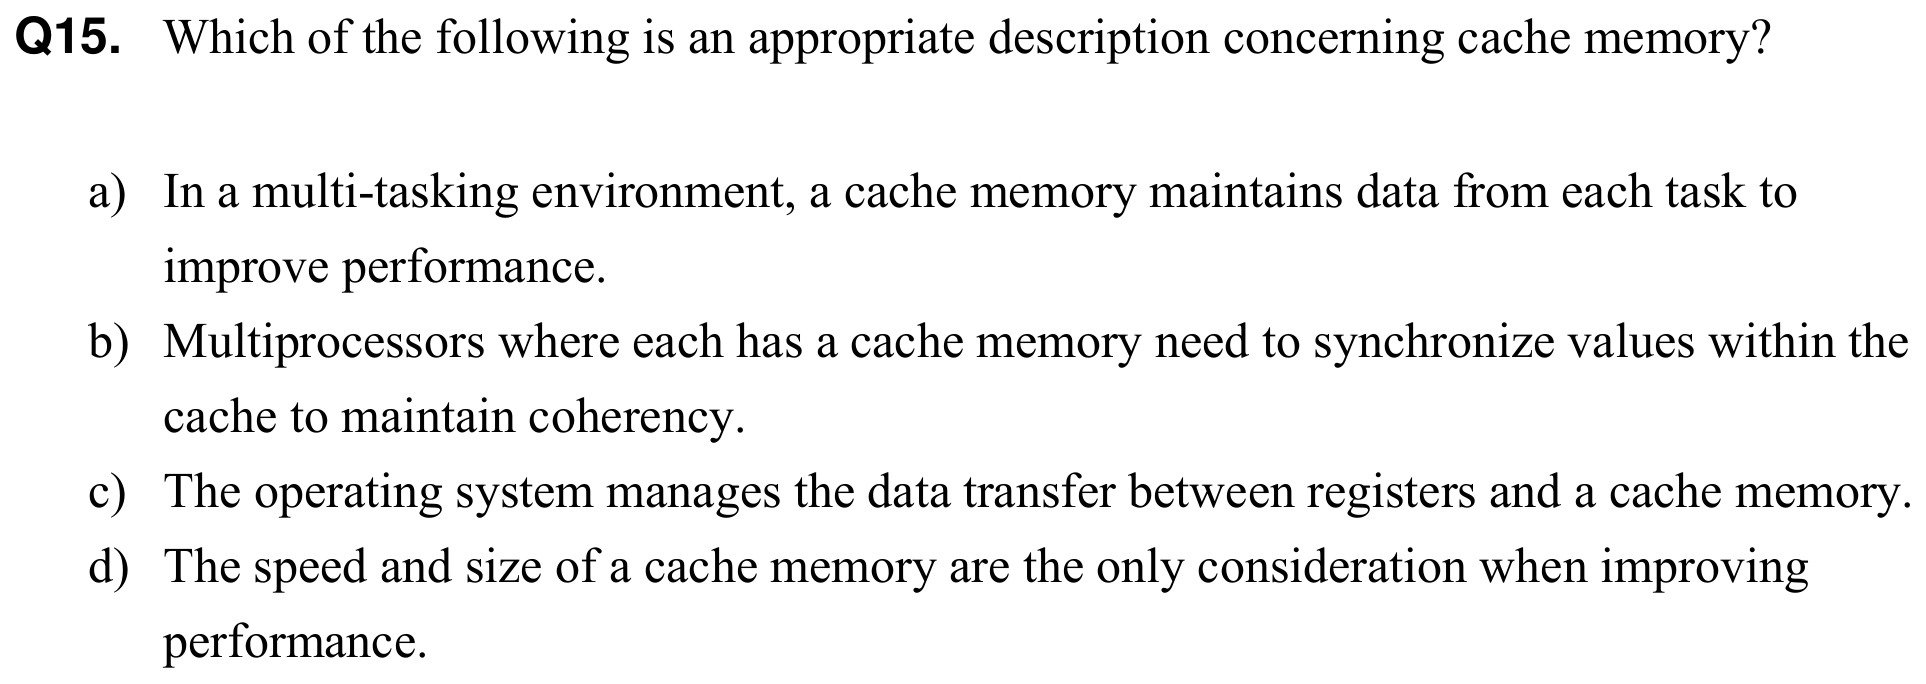 Q15. Which of the following is an appropriate description concerning cache memory?
a) In a multi-tasking environment, a cache memory maintains data from each task to
improve performance.
b) Multiprocessors where each has a cache memory need to synchronize values within the
cache to maintain coherency.
c) The operating system manages the data transfer between registers and a cache memory.
d) The speed and size of a cache memory are the only consideration when improving
performance.